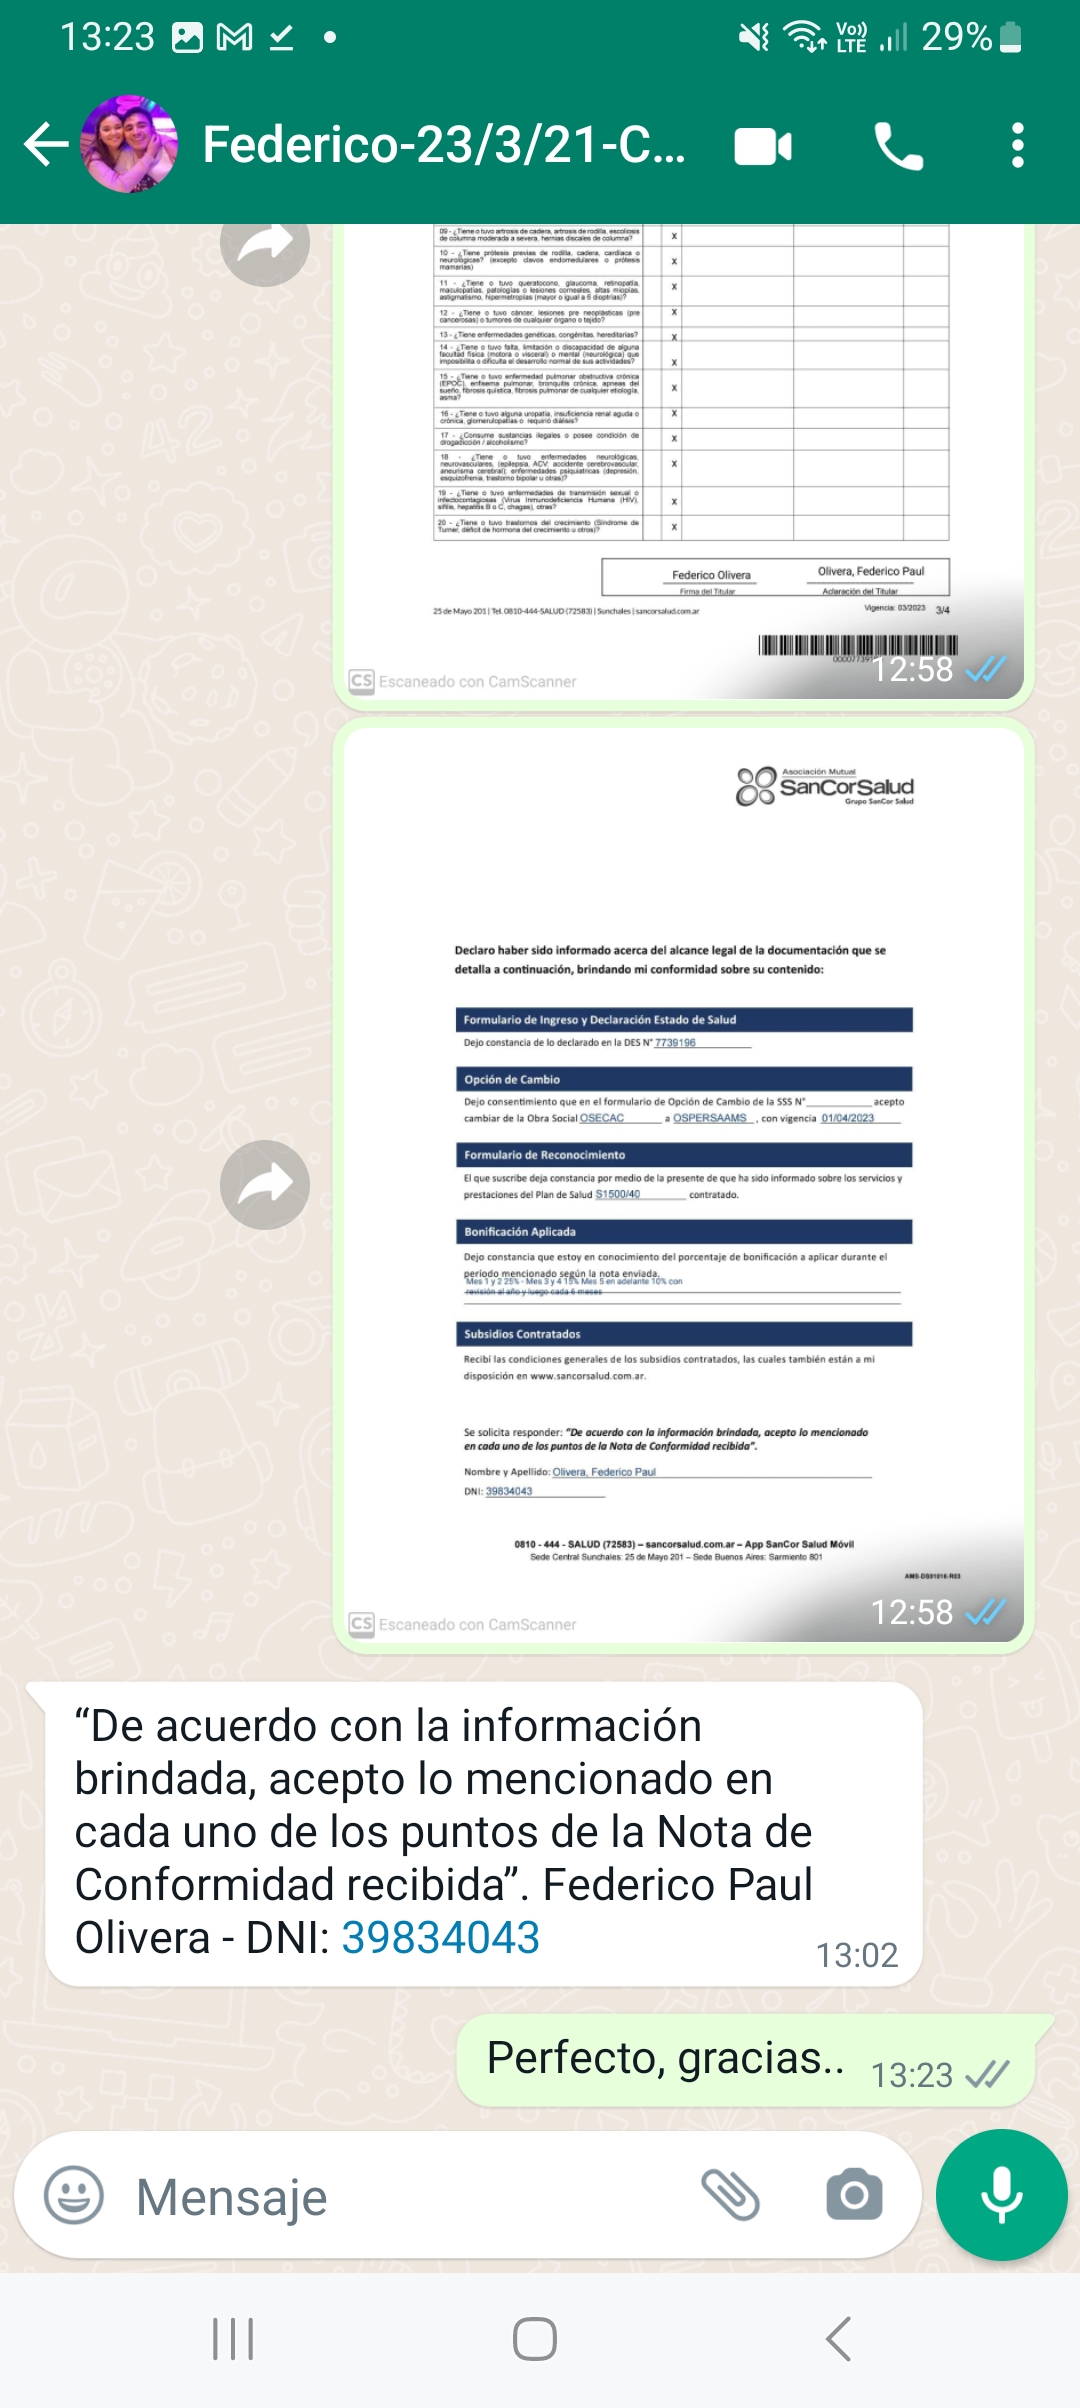 13:23
Vo))
LTE
29%
Federico-23/3/21-C...
09 - ¿Tiene o tuvo artrosis de cadera, artrosis de rodilla, escoliosis
de columna moderada a severa, hernias discales de columna?
X
10 - ¿Tiene prótesis previas de rodilla, cadera, cardíaca o
neurológicas? (excepto clavos endomedulares o prótesis
mamarias)
X
11 - ¿Tiene o tuvo queratocono, glaucoma, retinopatía,
maculopatías, patologías o lesiones corneales, altas miopías,
astigmatismo, hipermetropías (mayor o igual a 6 dioptrías)?
X
12 - ¿Tiene o tuvo cáncer, lesiones pre neoplásticas (pre
cancerosas) o tumores de cualquier órgano o tejido?
X
13 - ¿Tiene enfermedades genéticas, congénitas, hereditarias?
X
14 - ¿Tiene o tuvo falta, limitación o discapacidad de alguna
facultad física (motora o visceral) o mental (neurológica) que
imposibilita o dificulta el desarrollo normal de sus actividades?
X
15 - ¿Tiene o tuvo enfermedad pulmonar obstructiva crónica
(EPOC), enfisema pulmonar, bronquitis crónica, apneas del
sueño, fibrosis quística, fibrosis pulmonar de cualquier etiología,
asma?
X
16 - ¿Tiene o tuvo alguna uropatía, insuficiencia renal aguda o
crónica, glomerulopatías o requirió diálisis?
X
17 - ¿Consume sustancias ilegales o posee condición de
drogadicción / alcoholismo?
X
18 - ¿Tiene o tuvo enfermedades neurológicas,
neurovasculares, (epilepsia, ACV: accidente cerebrovascular,
aneurisma cerebral), enfermedades psiquiátricas (depresión,
esquizofrenia, trastorno bipolar u otras)?
X
19 - ¿Tiene o tuvo enfermedades de transmisión sexual o
infectocontagiosas (Virus Inmunodeficiencia Humana (HIV),
sífilis, hepatitis B o C, chagas), otras?
X
20 - ¿Tiene o tuvo trastornos del crecimiento (Síndrome de
Turner, déficit de hormona del crecimiento u otros)?
X
Federico Olivera
Olivera, Federico Paul
Firma del Titular
Aclaración del Titular
25 de Mayo 201 | Tel. 0810-444-SALUD (72583) | Sunchales | sancorsalud.com.ar
Vigencia: 03/2023
3/4
CS Escaneado con CamScanner
12:58
Asociación Mutual
SanCorSalud
Grupo SanCor Salud
Declaro haber sido informado acerca del alcance legal de la documentación que se
detalla a continuación, brindando mi conformidad sobre su contenido:
Formulario de Ingreso y Declaración Estado de Salud
Dejo constancia de lo declarado en la DES N° 7739196
Opción de Cambio
Dejo consentimiento que en el formulario de Opción de Cambio de la SSS N° acepto
cambiar de la Obra Social OSECAC a OSPERSAAMS , con vigencia 01/04/2023
Formulario de Reconocimiento
El que suscribe deja constancia por medio de la presente de que ha sido informado sobre los servicios y
prestaciones del Plan de Salud S1500/40 contratado.
Bonificación Aplicada
Dejo constancia que estoy en conocimiento del porcentaje de bonificación a aplicar durante el
período mencionado según la nota enviada.
Mes 1 y 2 25% - Mes 3 y 4 15% Mes 5 en adelante 10% con
revisión al año y luego cada 6 meses
Subsidios Contratados
Recibí las condiciones generales de los subsidios contratados, las cuales también están a mi
disposición en www.sancorsalud.com.ar.
Se solicita responder: "De acuerdo con la información brindada, acepto lo mencionado
en cada uno de los puntos de la Nota de Conformidad recibida".
Nombre y Apellido: Olivera, Federico Paul
DNI: 39834043
0810 - 444 - SALUD (72583) – sancorsalud.com.ar – App SanCor Salud Móvil
Sede Central Sunchales: 25 de Mayo 201 – Sede Buenos Aires: Sarmiento 801
AMS-DS01016-R03
CS Escaneado con CamScanner
12:58
“De acuerdo con la información
brindada, acepto lo mencionado en
cada uno de los puntos de la Nota de
Conformidad recibida”. Federico Paul
Olivera - DNI: 39834043
13:02
Perfecto, gracias..
13:23
Mensaje